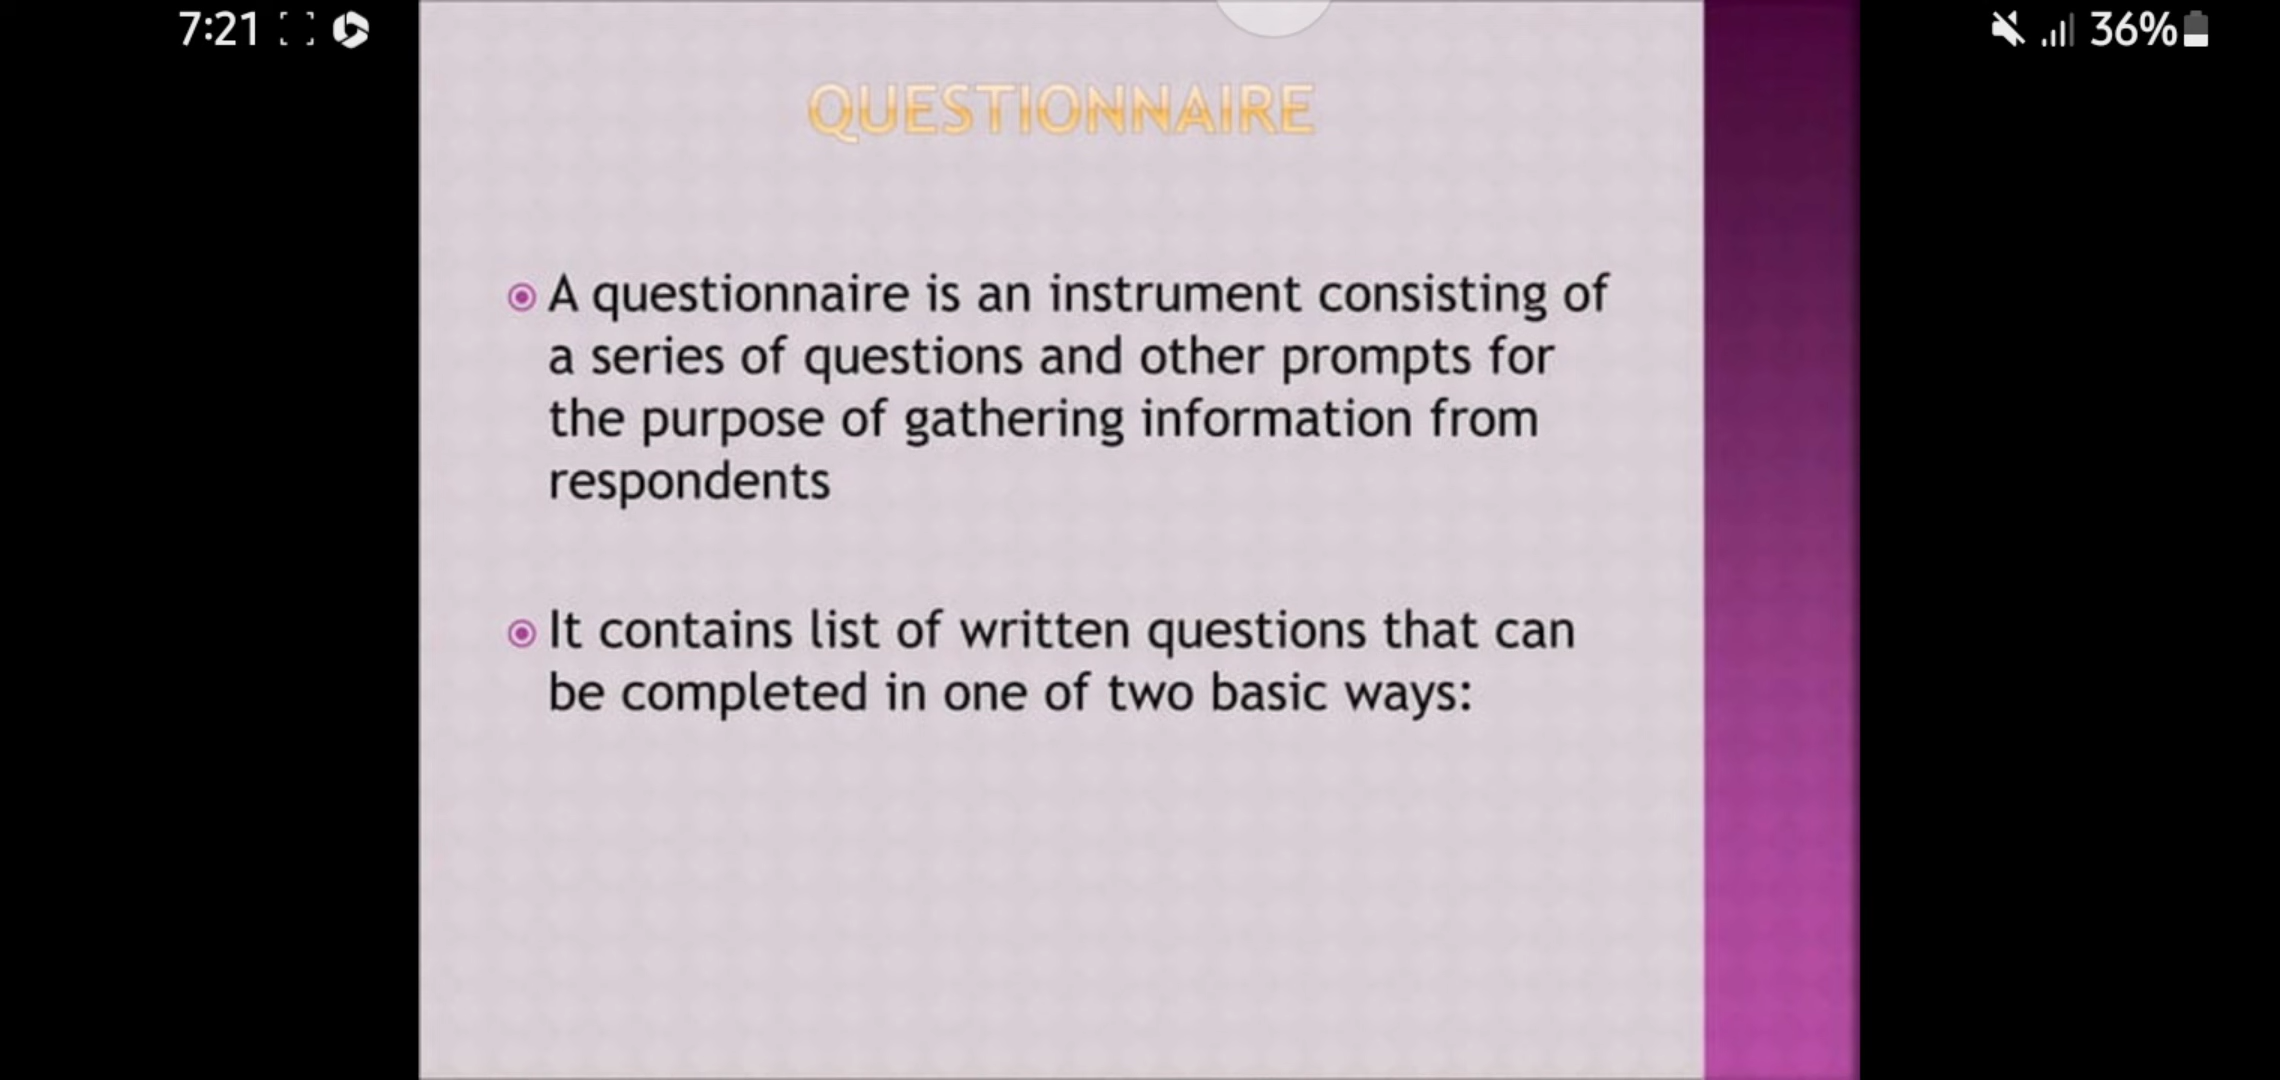 7:21
36%
QUESTIONNAIRE
A questionnaire is an instrument consisting of
a series of questions and other prompts for
the purpose of gathering information from
respondents
It contains list of written questions that can
be completed in one of two basic ways: